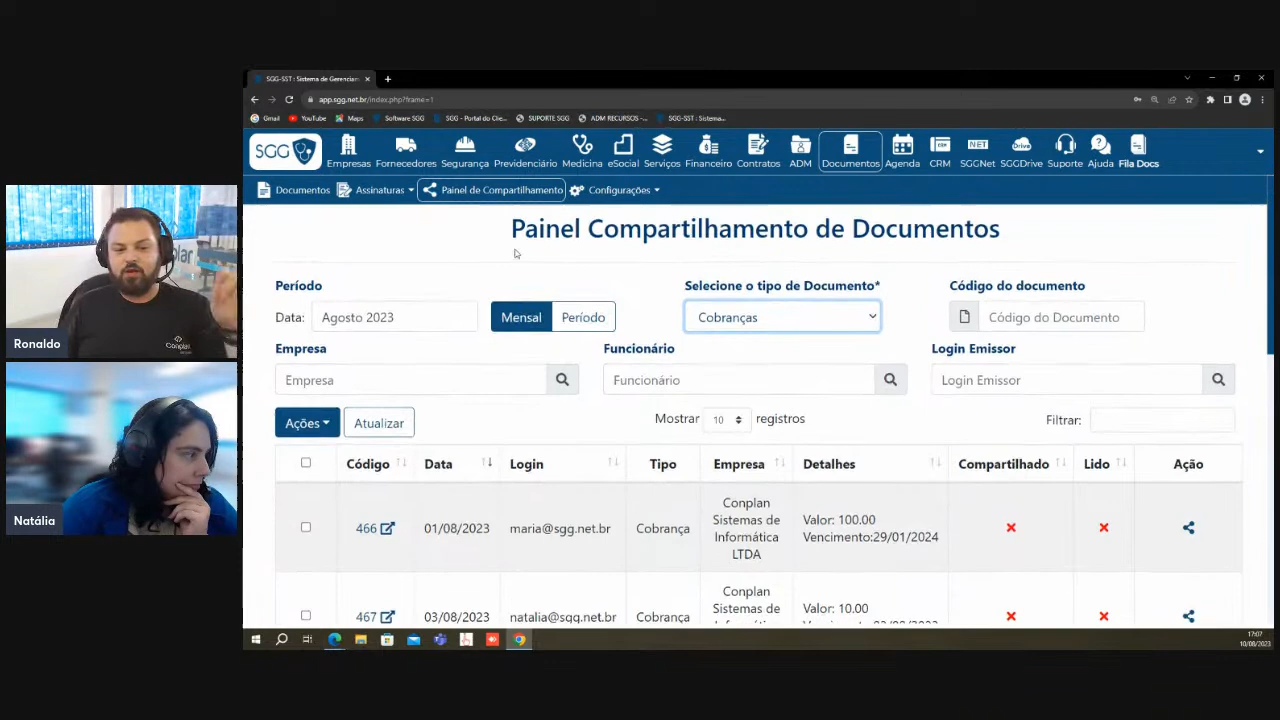 SGG-SST : Sistema de Gerenciam
app.sgg.net.br/index.php?frame=1
Gmail YouTube Maps Software SGG SGG - Portal do Clie... SUPORTE SGG ADM RECURSOS -... SGG-SST : Sistema...
SGG Empresas Fornecedores Segurança Previdenciário Medicina eSocial Serviços Financeiro Contratos ADM Documentos Agenda CRM SGGNet SGGDrive Suporte Ajuda Fila Docs
Documentos Assinaturas Painel de Compartilhamento Configurações
Painel Compartilhamento de Documentos
Período Selecione o tipo de Documento* Código do documento
Data: Agosto 2023 Mensal Período Cobranças Código do Documento
Empresa Funcionário Login Emissor
Empresa Funcionário Login Emissor
Ações Atualizar Mostrar 10 registros Filtrar:
Código Data Login Tipo Empresa Detalhes Compartilhado Lido Ação
466 01/08/2023 maria@sgg.net.br Cobrança
Conplan
Sistemas de
Informática
LTDA
Valor: 100.00
Vencimento:29/01/2024
467 03/08/2023 natalia@sgg.net.br Cobrança
Conplan
Sistemas de
Valor: 10.00
Ronaldo
Natália
Conplan
17:07
10/08/2023